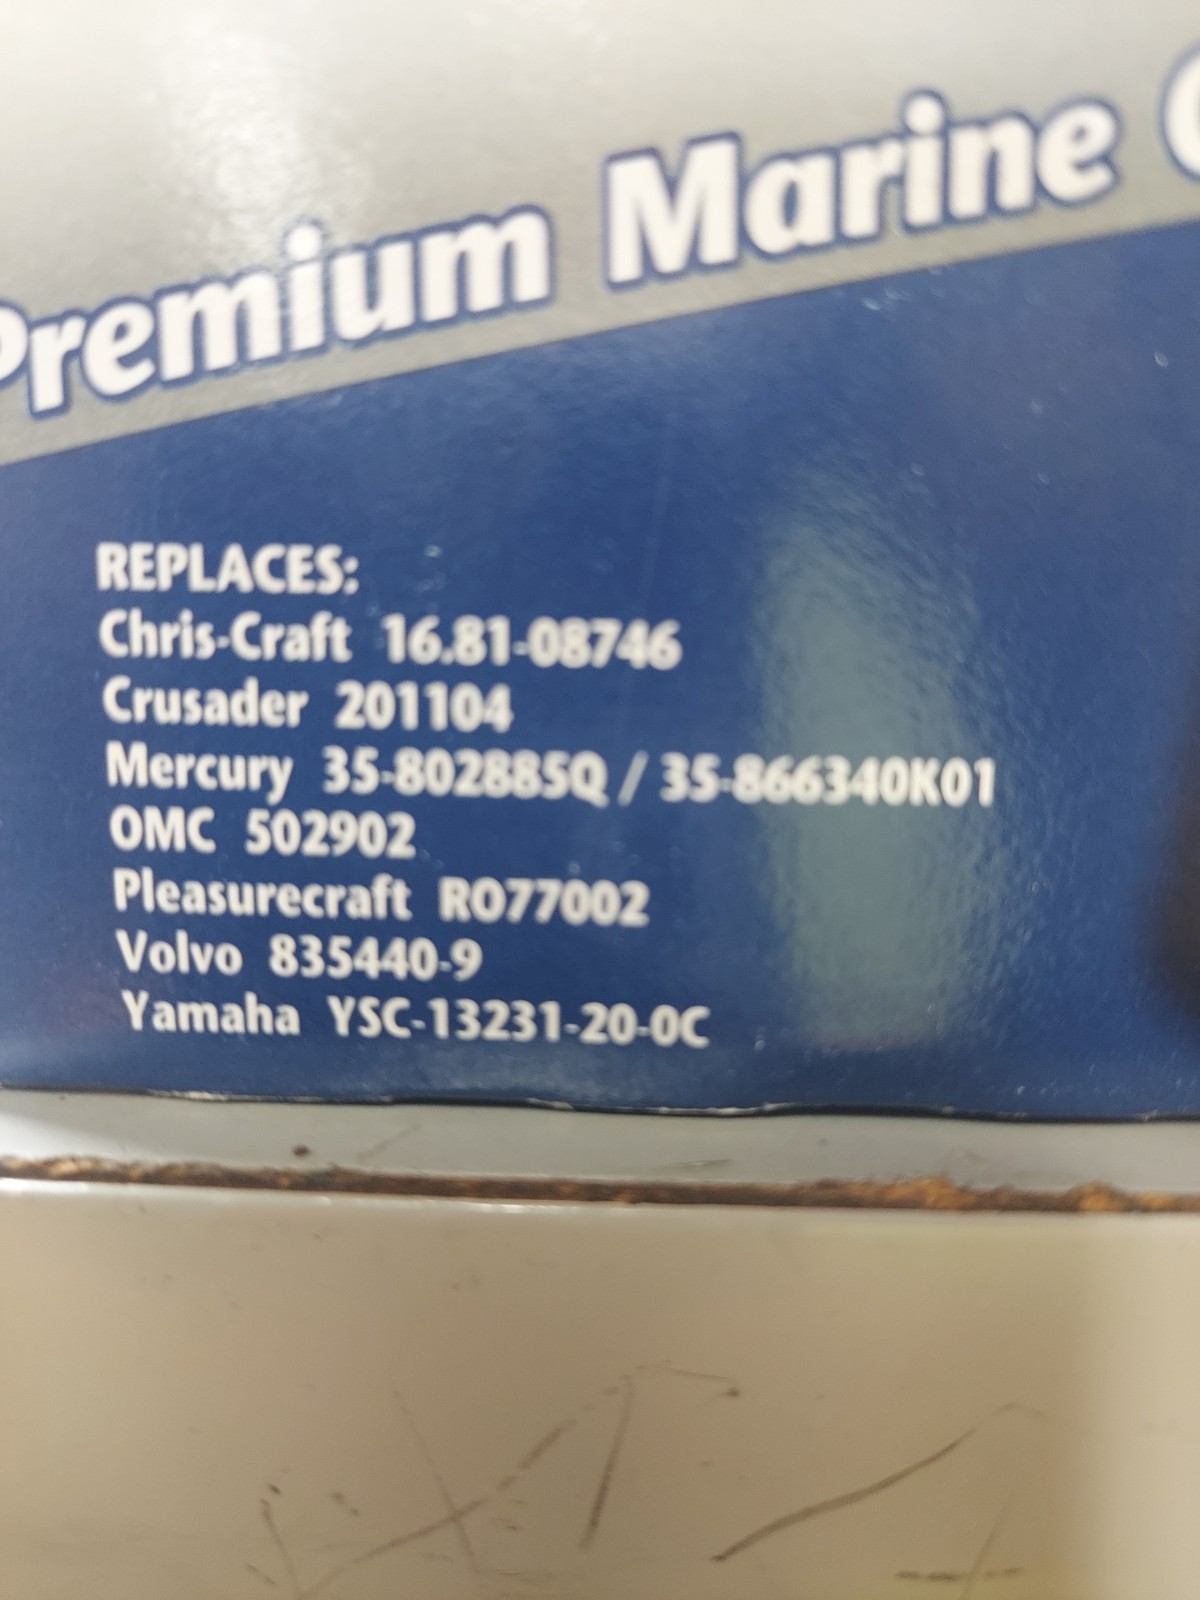 Premium Marine
REPLACES:
Chris-Craft 16.81-08746
Crusader 201104
Mercury 35-802885Q / 35-866340K01
OMC 502902
Pleasurecraft RO77002
Volvo 835440-9
Yamaha YSC-13231-20-0C